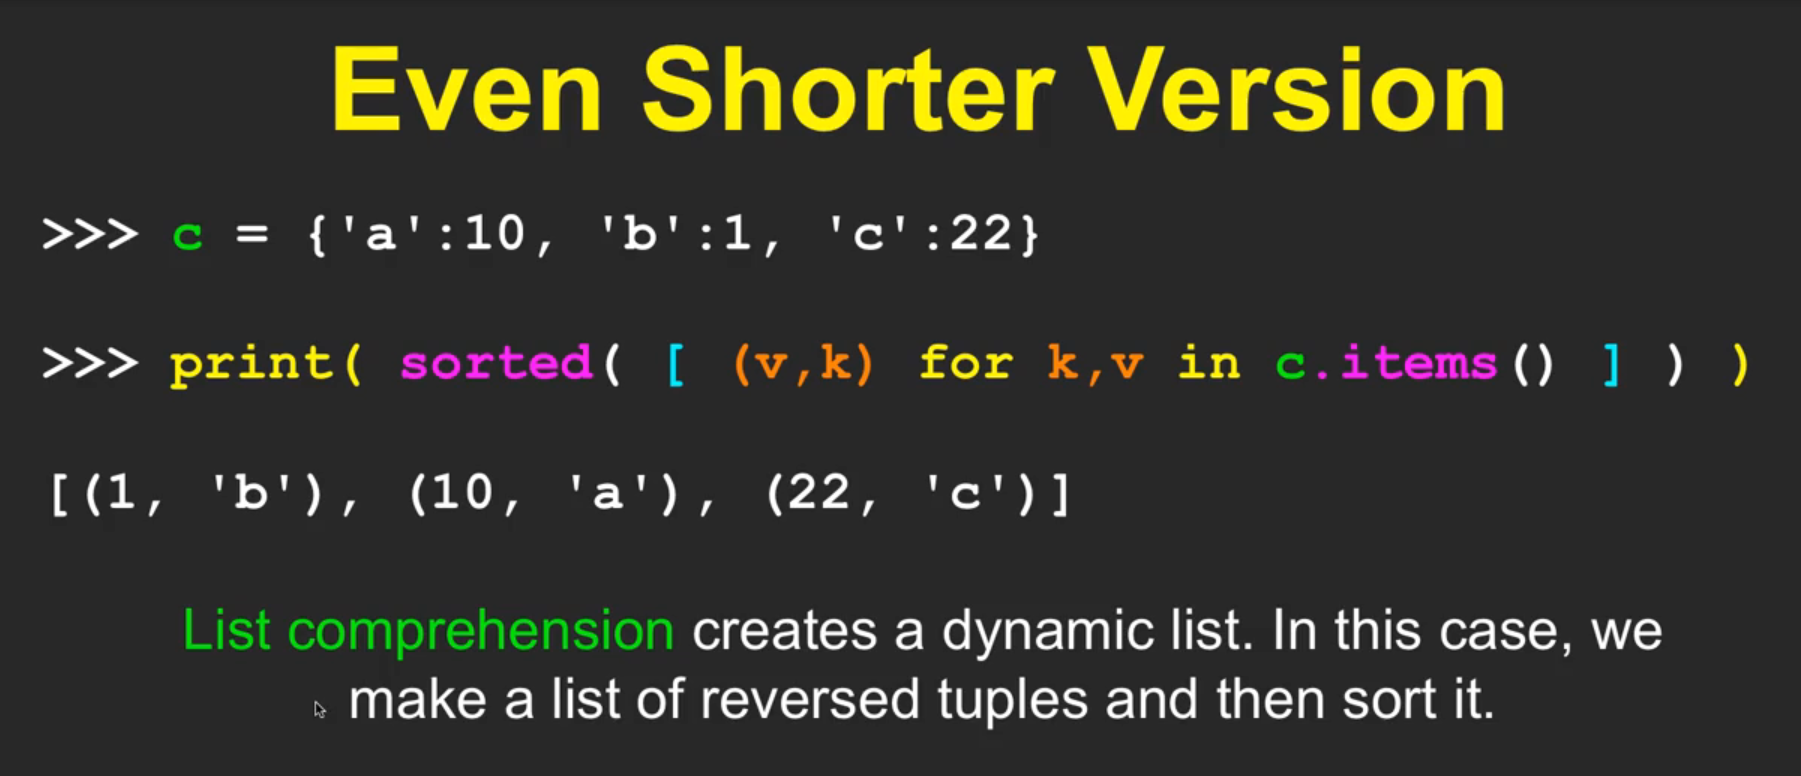 Even Shorter Version
>>> c = {'a':10, 'b':1, 'c':22}
>>> print( sorted( [ (v,k) for k,v in c.items() ] ) )
[(1, 'b'), (10, 'a'), (22, 'c')]
List comprehension creates a dynamic list. In this case, we
make a list of reversed tuples and then sort it.